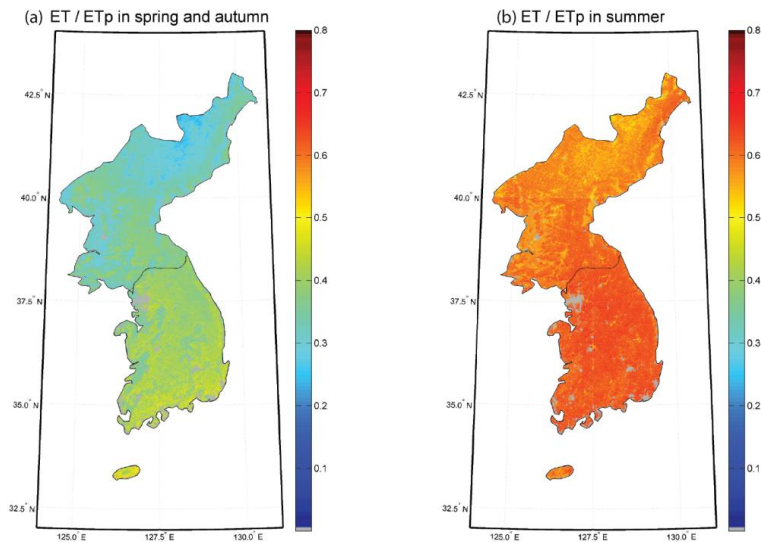 (a) ET / ETp in spring and autumn
(b) ET / ETp in summer
0.8
0.7
0.6
0.5
0.4
0.3
0.2
0.1
42.5° N
40.0° N
37.5° N
35.0° N
32.5° N
125.0° E
127.5° E
130.0° E
0.8
0.7
0.6
0.5
0.4
0.3
0.2
0.1
42.5° N
40.0° N
37.5° N
35.0° N
32.5° N
125.0° E
127.5° E
130.0° E